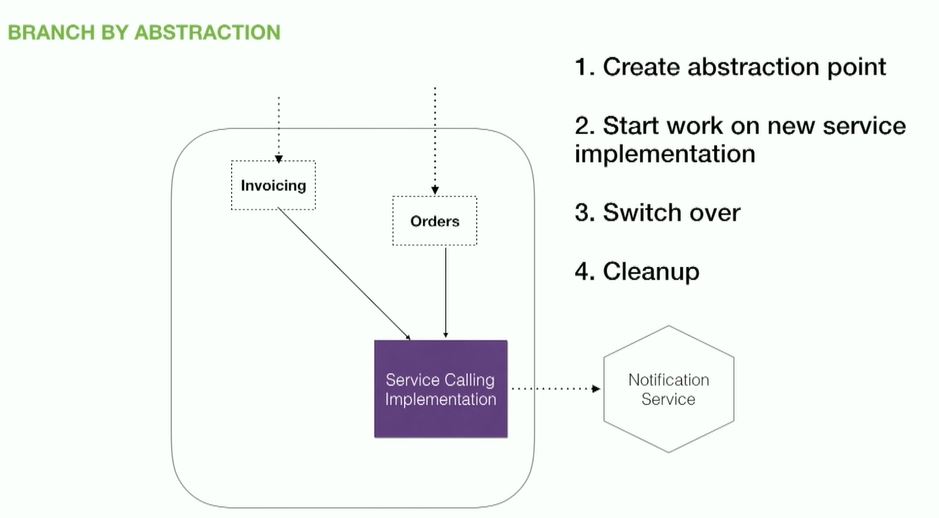 BRANCH BY ABSTRACTION
1. Create abstraction point
2. Start work on new service
implementation
3. Switch over
4. Cleanup
Invoicing
Orders
Service Calling
Implementation
Notification
Service